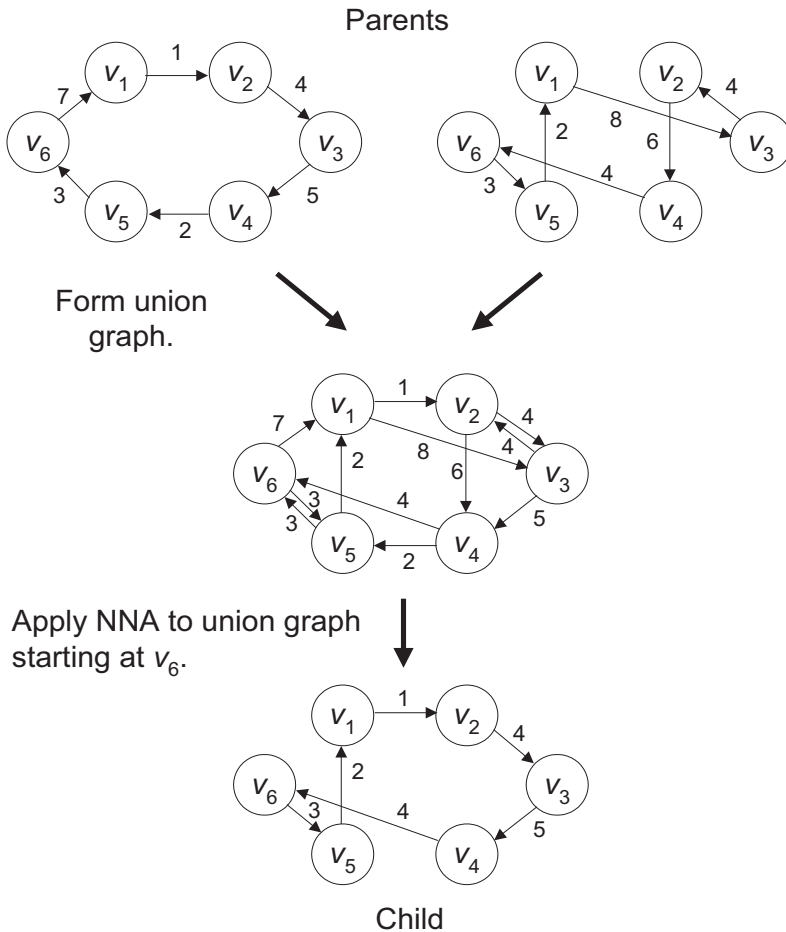 Parents
1
v1 v2
7 4
v6 v3
3 5
v5 2 v4
v1 v2
4
8
v6 2 6 v3
3 4
v5 v4
Form union
graph.
1
v1 v2
7 4
4
8
v6 2 6 v3
3 4
3 5
v5 2 v4
Apply NNA to union graph
starting at v6.
1
v1 v2
4
2
v6 v3
3 4 5
v5 v4
Child